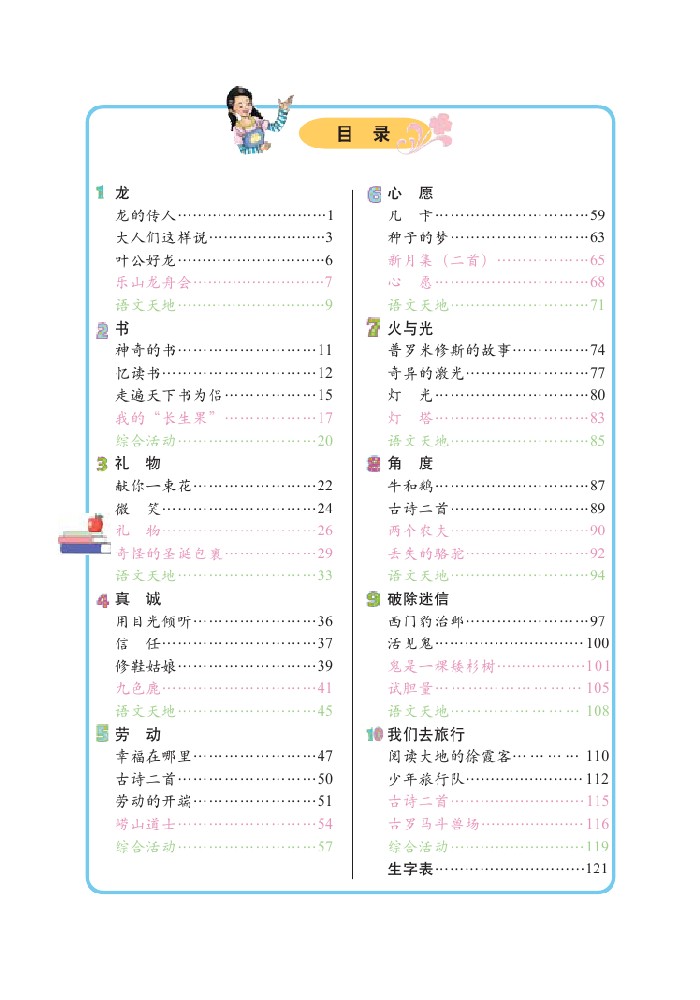 目 录
1 龙
龙的传人……………………1
大人们这样说……………………3
叶公好龙……………………6
乐山龙舟会……………………7
语文天地……………………9
2 书
神奇的书……………………11
忆读书……………………12
走遍天下书为侣……………………15
我的“长生果”……………………17
综合活动……………………20
3 礼 物
献你一束花……………………22
微 笑……………………24
礼 物……………………26
奇怪的圣诞包裹……………………29
语文天地……………………33
4 真 诚
用目光倾听……………………36
信 任……………………37
修鞋姑娘……………………39
九色鹿……………………41
语文天地……………………45
5 劳 动
幸福在哪里……………………47
古诗二首……………………50
劳动的开端……………………51
崂山道士……………………54
综合活动……………………57
6 心 愿
凡 卡……………………59
种子的梦……………………63
新月集（二首）……………………65
心 愿……………………68
语文天地……………………71
7 火与光
普罗米修斯的故事……………………74
奇异的激光……………………77
灯 光……………………80
灯 塔……………………83
语文天地……………………85
8 角 度
牛和鹅……………………87
古诗二首……………………89
两个农夫……………………90
丢失的骆驼……………………92
语文天地……………………94
9 破除迷信
西门豹治邺……………………97
活见鬼……………………100
鬼是一棵矮杉树……………………101
试胆量……………………105
语文天地……………………108
10 我们去旅行
阅读大地的徐霞客……………………110
少年旅行队……………………112
古诗二首……………………115
古罗马斗兽场……………………116
综合活动……………………119
生字表……………………121